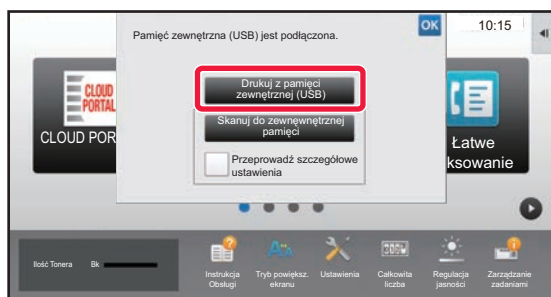 Pamięć zewnętrzna (USB) jest podłączona.
OK
10:15
Drukuj z pamięci
zewnętrznej (USB)
Skanuj do zewnęwnętrznej
pamięci
Przeprowadź szczegółowe
ustawienia
CLOUD
PORTAL
CLOUD POR
Łatwe
ksowanie
Ilość Tonera Bk
Instrukcja
Obsługi
Tryb powiększ.
ekranu
Ustawienia
Całkowita
liczba
Regulacja
jasności
Zarządzanie
zadaniami